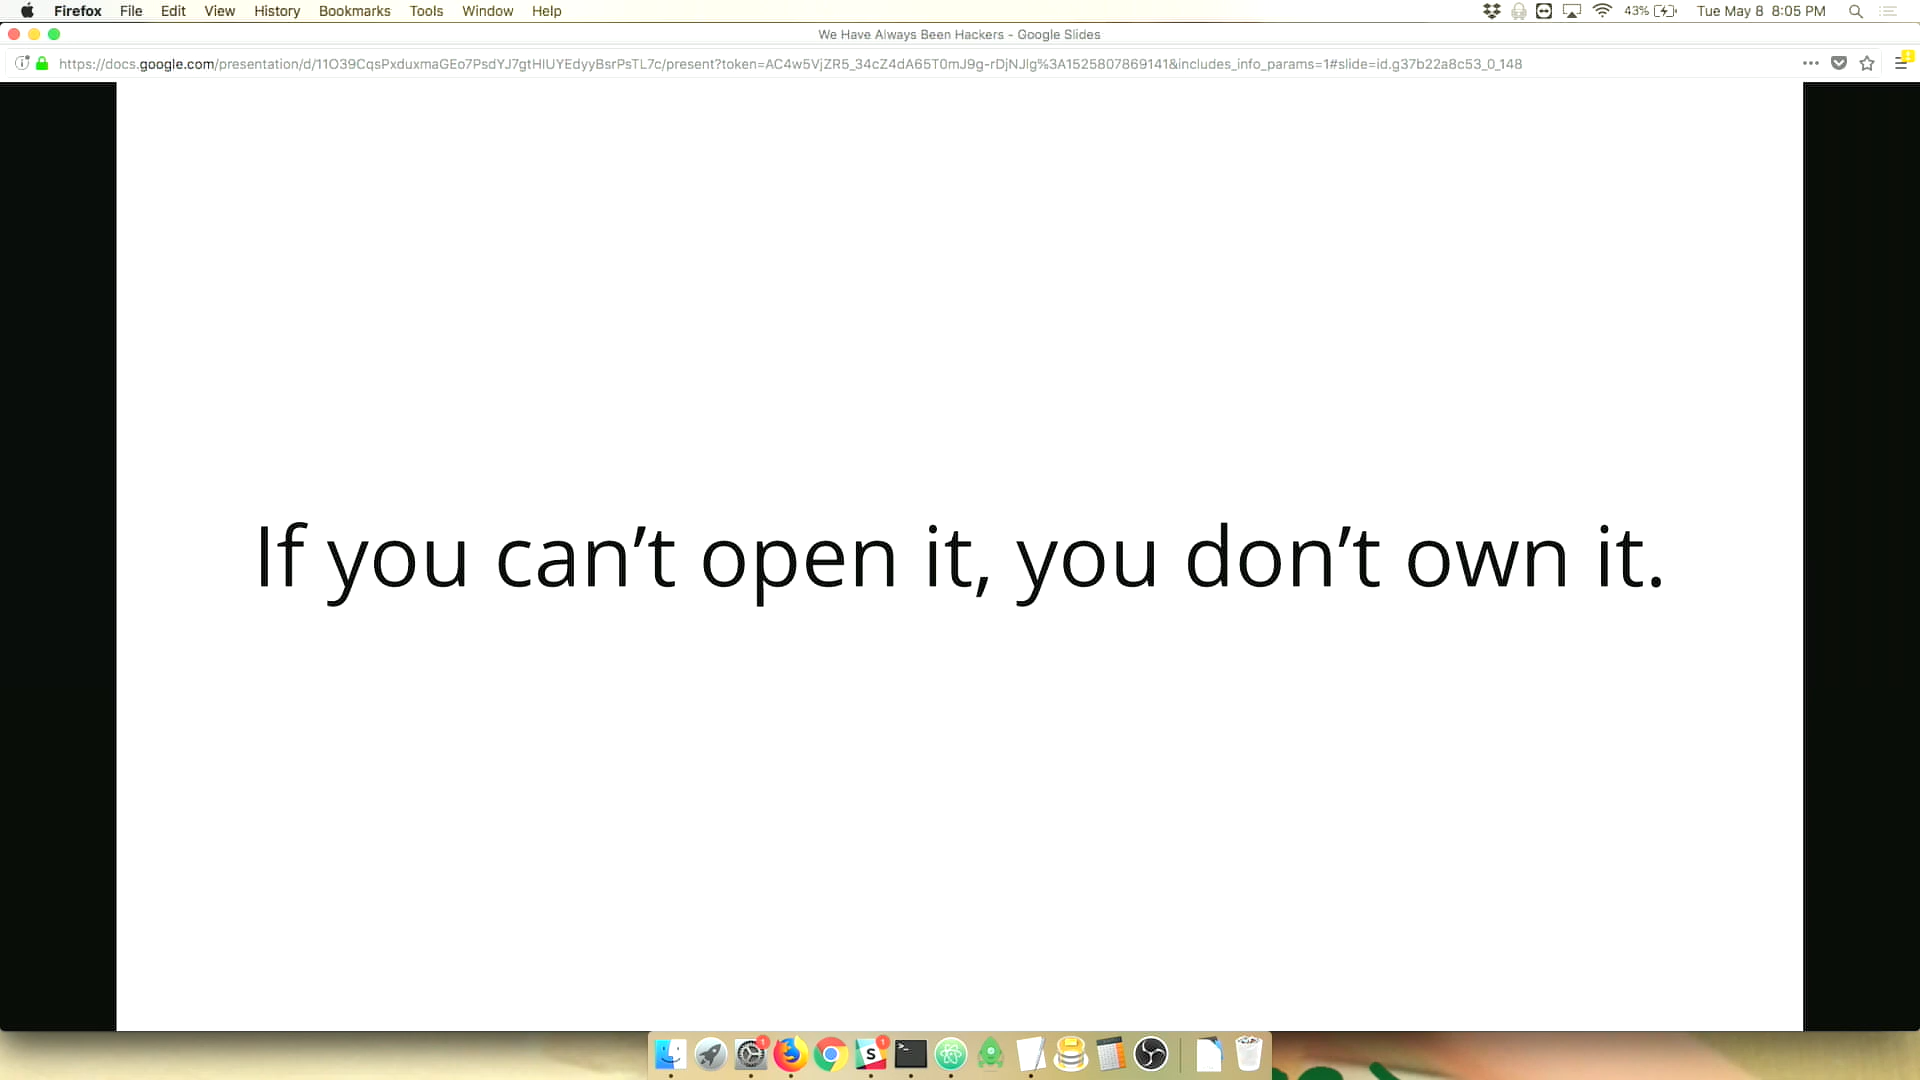 Firefox File Edit View History Bookmarks Tools Window Help 43% Tue May 8 8:05 PM
We Have Always Been Hackers - Google Slides
https://docs.google.com/presentation/d/11O39CqsPxduxmaGEo7PsdYJ7gtHIUYEdyyBsrPsTL7c/present?token=AC4w5VjZR5_34cZ4dA65T0mJ9g-rDjNJlg%3A1525807869141&includes_info_params=1#slide=id.g37b22a8c53_0_148
If you can’t open it, you don’t own it.